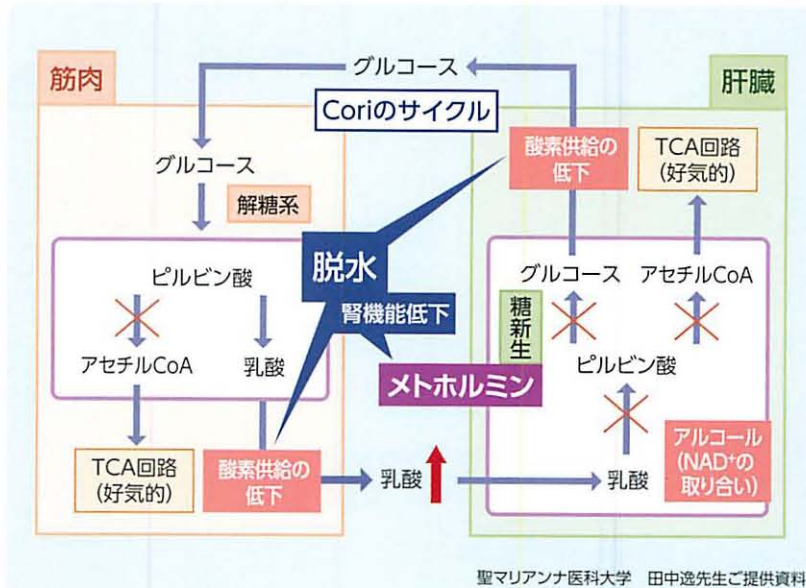 筋肉
グルコース
肝臓
Coriのサイクル
グルコース
解糖系
酸素供給の
低下
TCA回路
(好気的)
ピルビン酸
アセチルCoA
乳酸
脱水
腎機能低下
メトホルミン
グルコース
アセチルCoA
糖新生
ピルビン酸
乳酸
アルコール
(NAD⁺の
取り合い)
TCA回路
(好気的)
酸素供給の
低下
乳酸
聖マリアンナ医科大学 田中逸先生ご提供資料